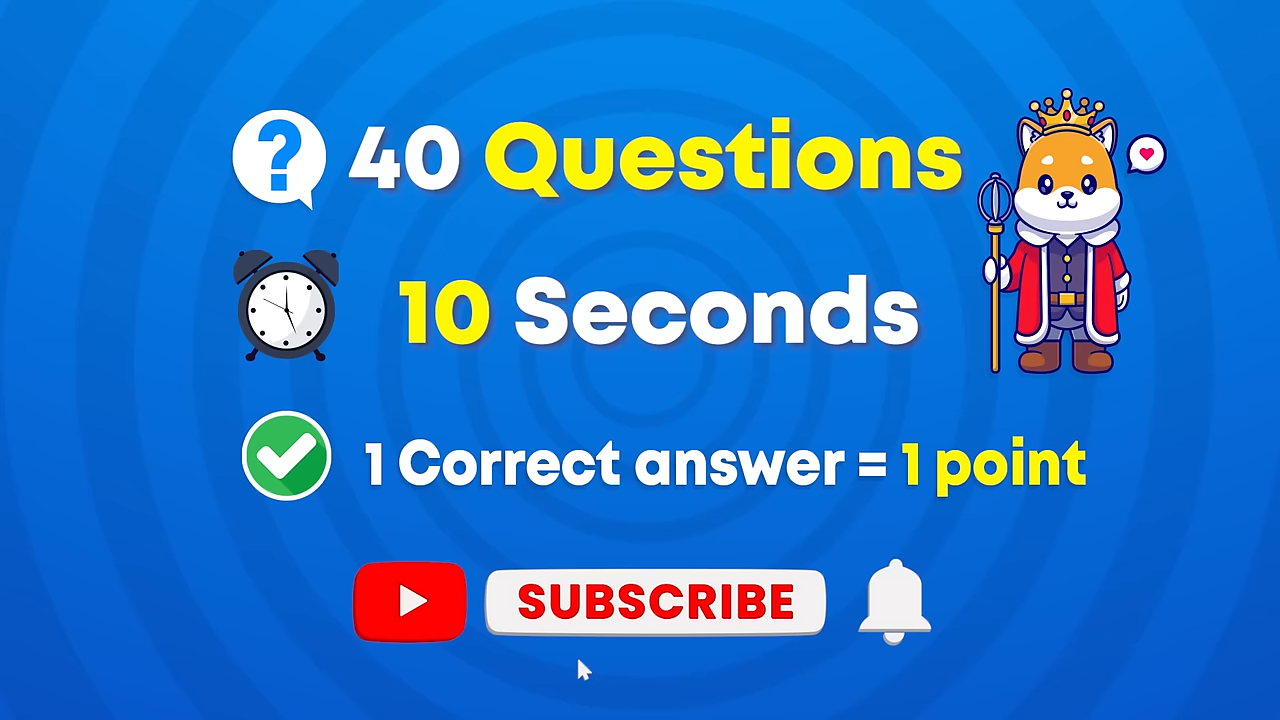 ? 40 Questions
10 Seconds
1 Correct answer = 1 point
SUBSCRIBE